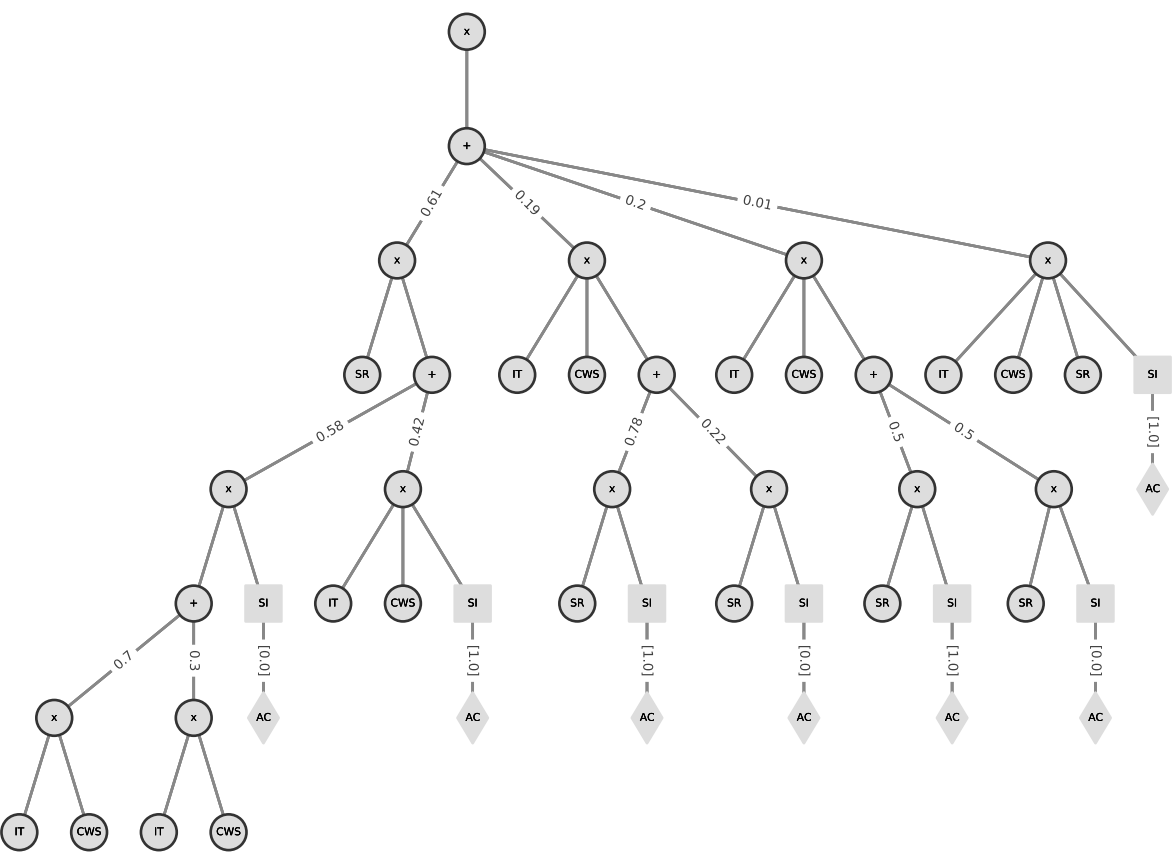 x
+
0.61 0.19 0.2 0.01
x x x x
SR + IT CWS + IT CWS + IT CWS SR SI
0.58 0.42 0.78 0.22 0.5 0.5 [1.0]
x x x x x x AC
+ SI IT CWS SI SR SI SR SI SR SI SR SI
0.7 0.3 [0.0] [1.0] [1.0] [0.0] [1.0] [0.0]
x x AC AC AC AC AC AC
IT CWS IT CWS